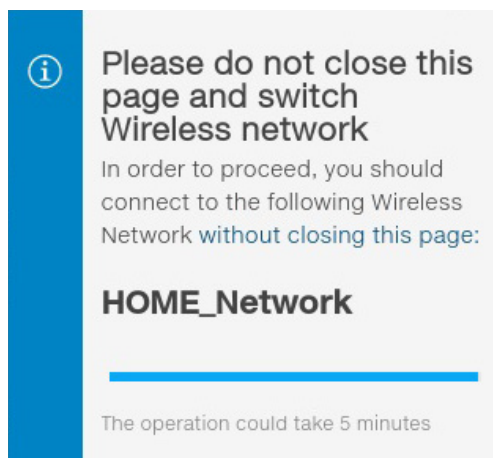 Please do not close this
page and switch
Wireless network
In order to proceed, you should
connect to the following Wireless
Network without closing this page:
HOME_Network
The operation could take 5 minutes